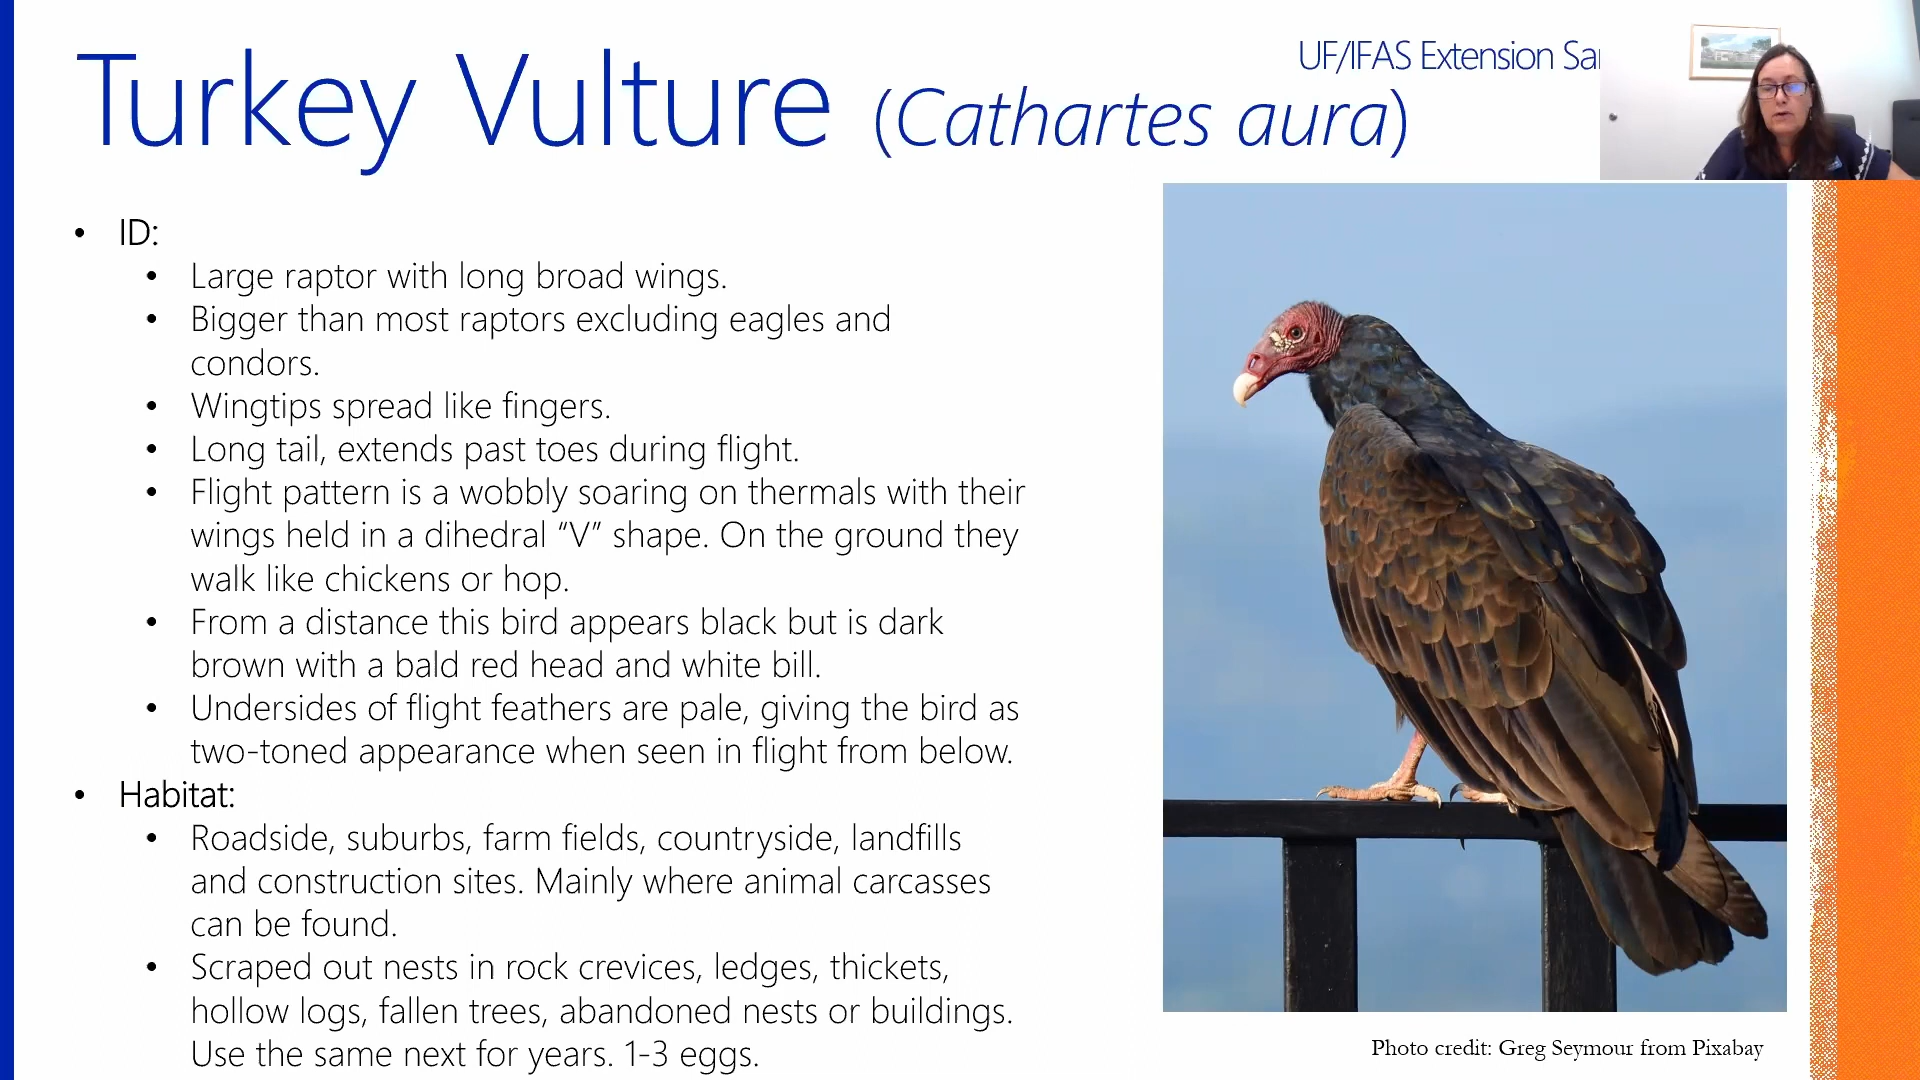 UF/IFAS Extension
Turkey Vulture (Cathartes aura)
• ID:
• Large raptor with long broad wings.
• Bigger than most raptors excluding eagles and
condors.
• Wingtips spread like fingers.
• Long tail, extends past toes during flight.
• Flight pattern is a wobbly soaring on thermals with their
wings held in a dihedral “V” shape. On the ground they
walk like chickens or hop.
• From a distance this bird appears black but is dark
brown with a bald red head and white bill.
• Undersides of flight feathers are pale, giving the bird as
two-toned appearance when seen in flight from below.
• Habitat:
• Roadside, suburbs, farm fields, countryside, landfills
and construction sites. Mainly where animal carcasses
can be found.
• Scraped out nests in rock crevices, ledges, thickets,
hollow logs, fallen trees, abandoned nests or buildings.
Use the same next for years. 1-3 eggs.
Photo credit: Greg Seymour from Pixabay